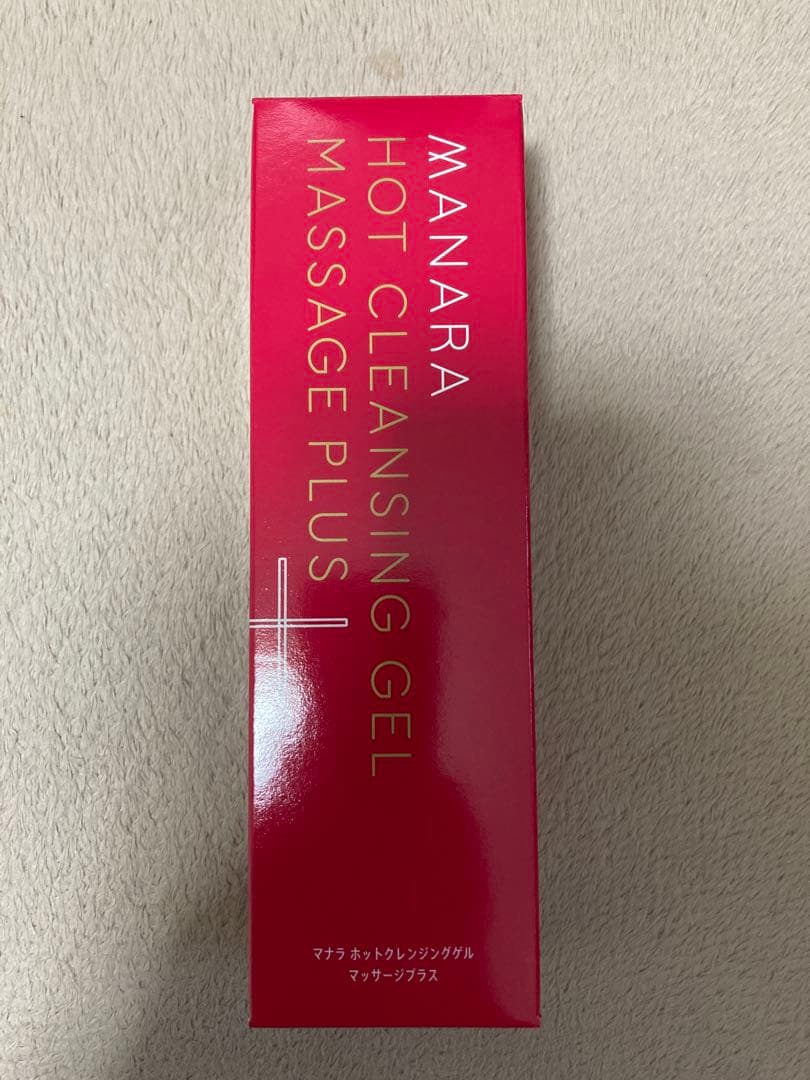 MANARA
HOT CLEANSING GEL
MASSAGE PLUS
マナラ ホットクレンジングゲル
マッサージプラス